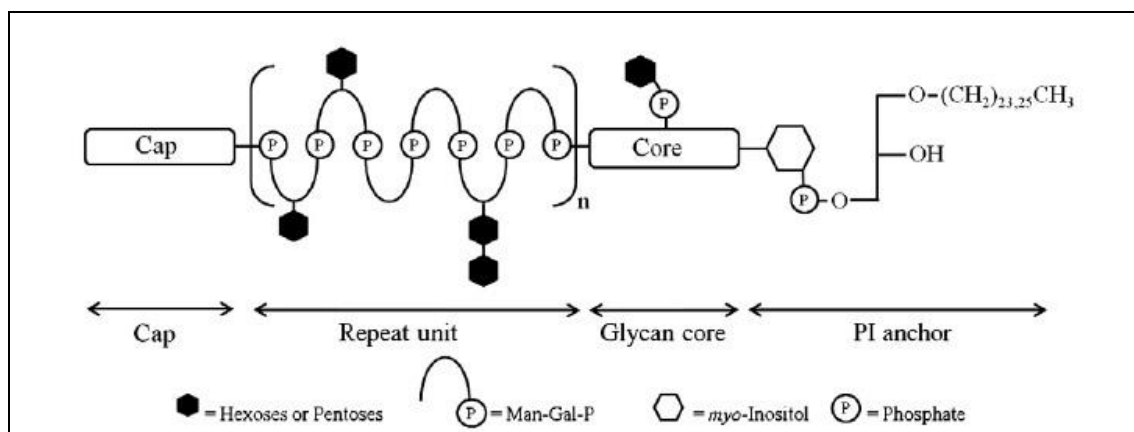 O–(CH₂)₂₃,₂₅CH₃
P
Cap
P P P P P P P
n
Core
OH
P O
Cap
Repeat unit
Glycan core
PI anchor
= Hexoses or Pentoses
P = Man-Gal-P
= myo-Inositol
P = Phosphate